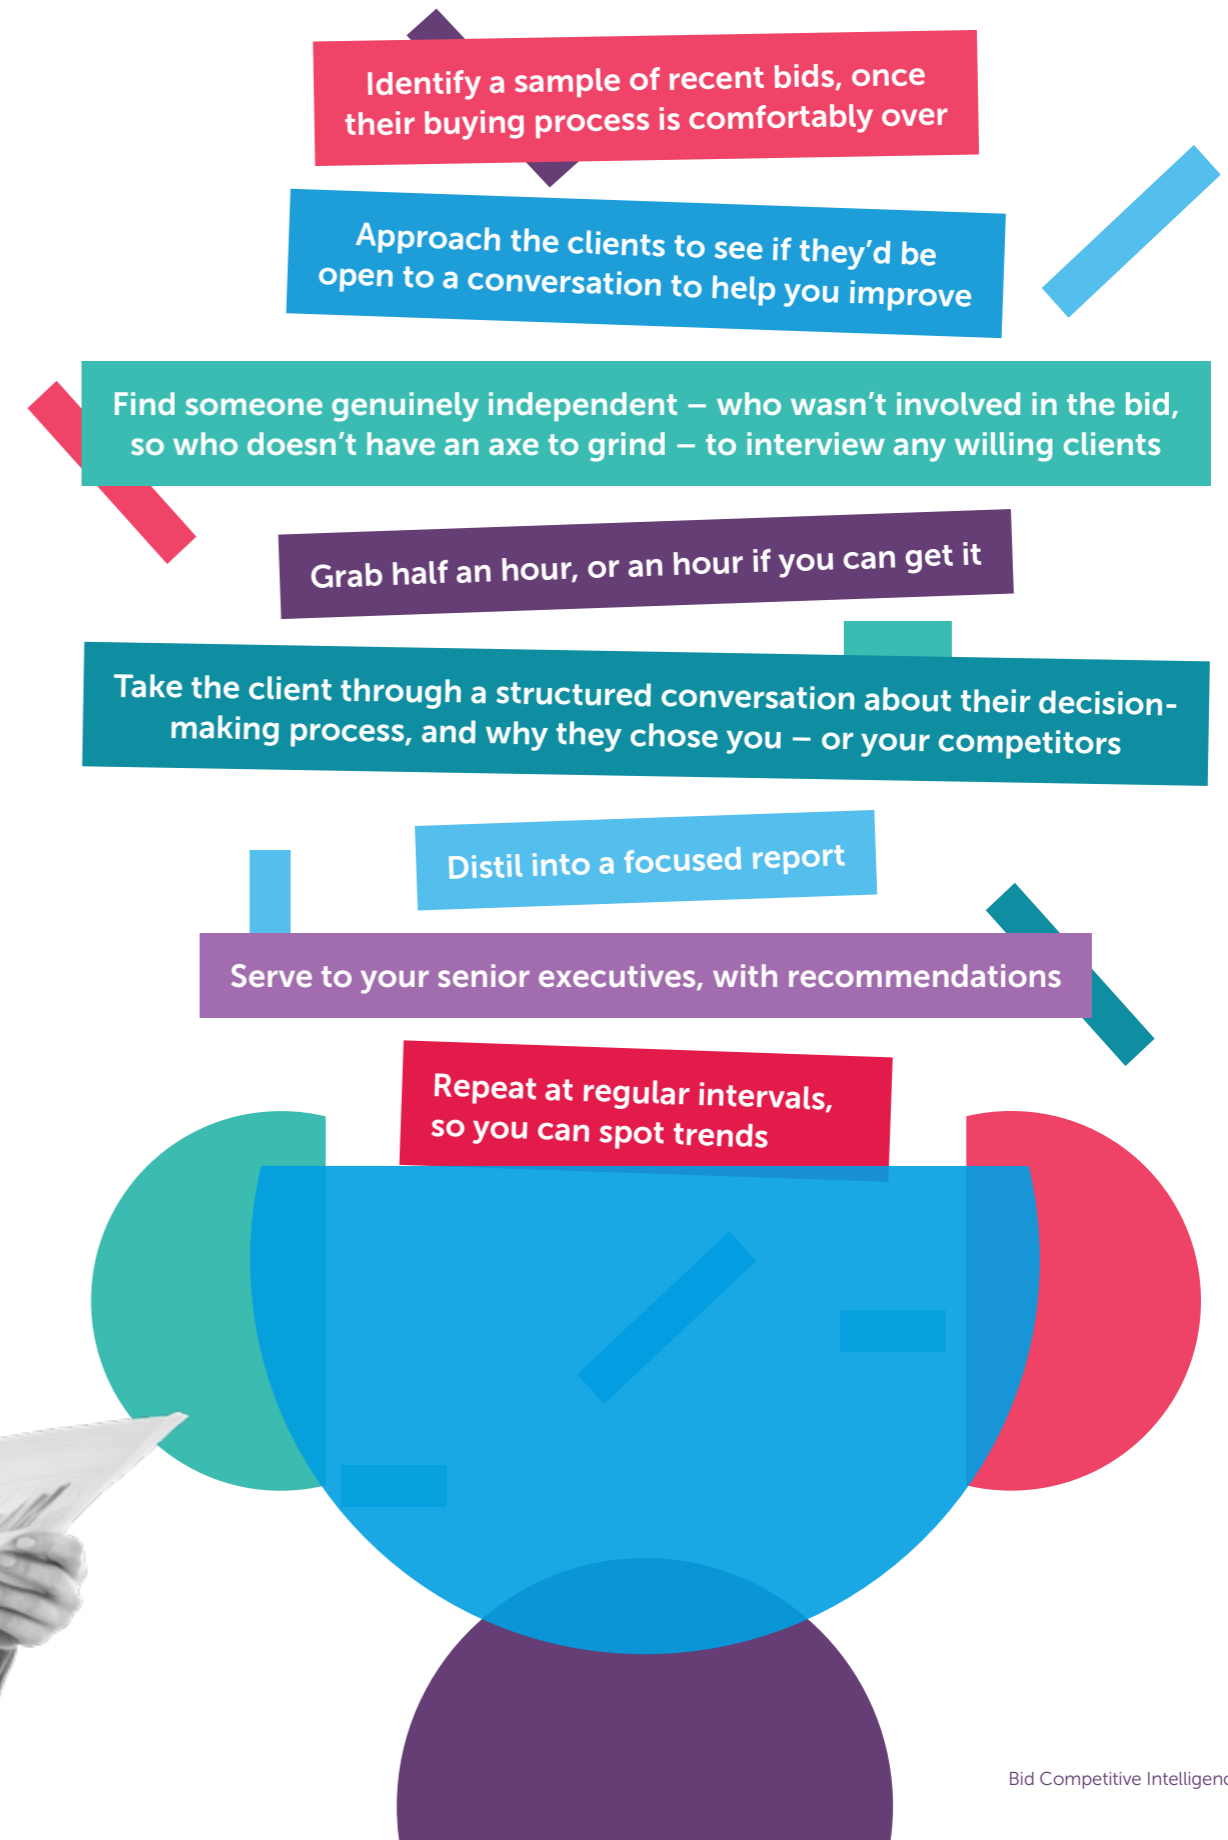 Identify a sample of recent bids, once
their buying process is comfortably over
Approach the clients to see if they’d be
open to a conversation to help you improve
Find someone genuinely independent – who wasn’t involved in the bid,
so who doesn’t have an axe to grind – to interview any willing clients
Grab half an hour, or an hour if you can get it
Take the client through a structured conversation about their decision-
making process, and why they chose you – or your competitors
Distil into a focused report
Serve to your senior executives, with recommendations
Repeat at regular intervals,
so you can spot trends
Bid Competitive